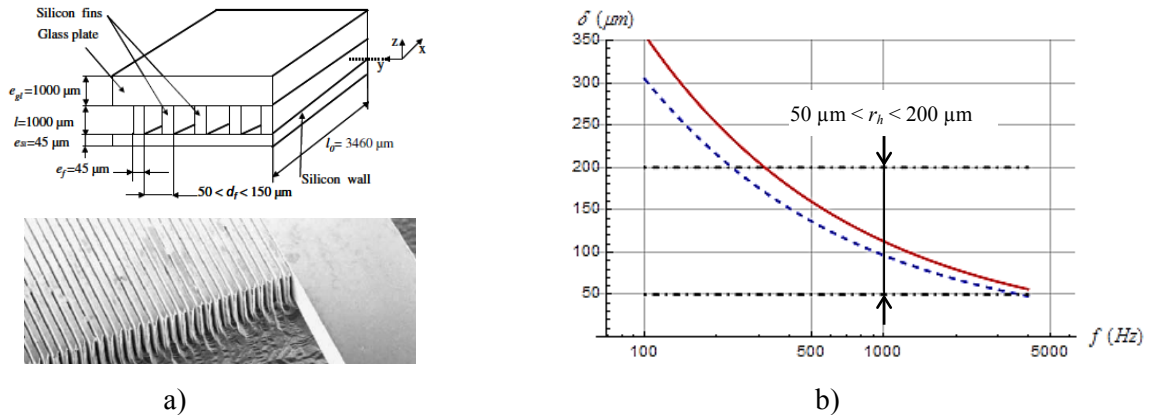 Silicon fins
Glass plate
z
x
y
e_gl=1000 µm
l=1000 µm
e_si=45 µm
e_f=45 µm
l_0= 3460 µm
Silicon wall
50 < d_f < 150 µm
a)
δ (µm)
350
300
250
200
150
100
50
50 µm < r_h < 200 µm
100
500
1000
5000
f (Hz)
b)